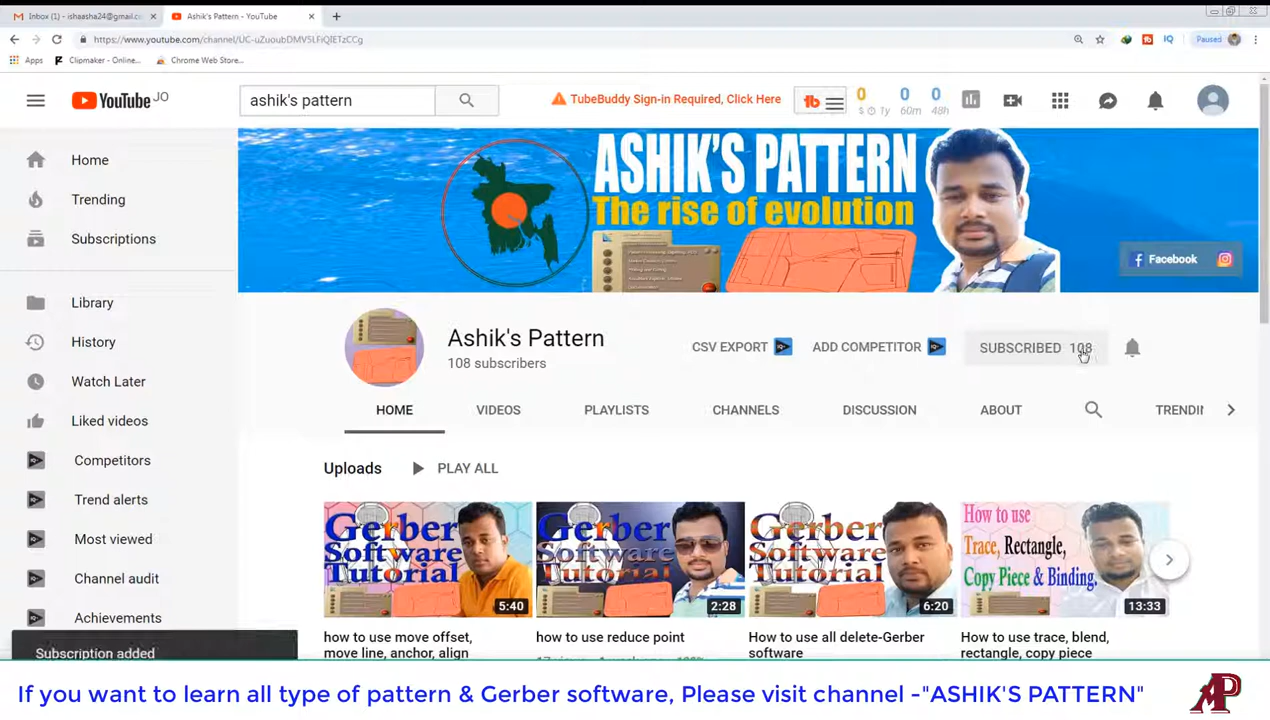 Inbox (1) - ishaasha24@gmail.c
Ashik's Pattern - YouTube
https://www.youtube.com/channel/UC-uZuoubDMV5LFiQlETzCCg
Paused
Apps
Clipmaker - Online...
Chrome Web Store...
YouTube JO
ashik's pattern
TubeBuddy Sign-in Required, Click Here
tb
0 0 0
$ 1y 60m 48h
Home
Trending
Subscriptions
Library
History
Watch Later
Liked videos
Competitors
Trend alerts
Most viewed
Channel audit
Achievements
ASHIK'S PATTERN
The rise of evolution
Facebook
Ashik's Pattern
108 subscribers
CSV EXPORT
ADD COMPETITOR
SUBSCRIBED 108
HOME VIDEOS PLAYLISTS CHANNELS DISCUSSION ABOUT TRENDIN
Uploads PLAY ALL
Gerber
Software
Tutorial
5:40
Gerber
Software
Tutorial
2:28
Gerber
Software
Tutorial
6:20
How to use
Trace, Rectangle,
Copy Piece & Binding.
13:33
how to use move offset,
move line, anchor, align
how to use reduce point
How to use all delete-Gerber
software
How to use trace, blend,
rectangle, copy piece
Subscription added
If you want to learn all type of pattern & Gerber software, Please visit channel -"ASHIK'S PATTERN"
AP